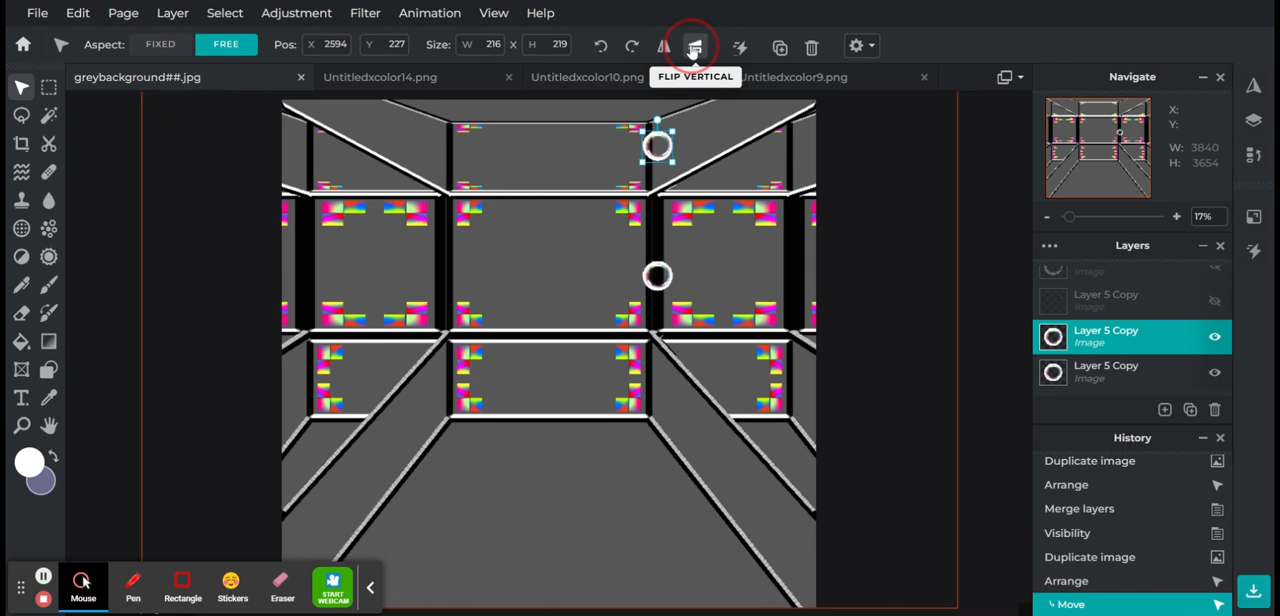 File Edit Page Layer Select Adjustment Filter Animation View Help
Aspect: FIXED FREE Pos: X 2594 Y 227 Size: W 216 X H 219
greybackground##.jpg Untitledxcolor14.png Untitledxcolor10.png Untitledxcolor9.png
FLIP VERTICAL
Navigate
X:
Y:
W: 3840
H: 3654
- + 17%
Layers
Image
Layer 5 Copy
Layer 5 Copy
Image
Layer 5 Copy
Image
History
Duplicate image
Arrange
Merge layers
Visibility
Duplicate image
Arrange
Move
Mouse Pen Rectangle Stickers Eraser START WEBCAM